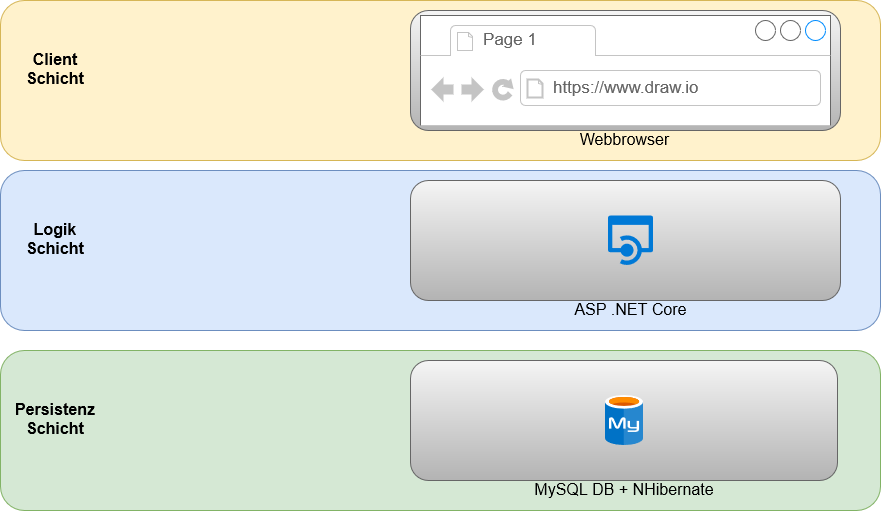 Client
Schicht
Page 1
https://www.draw.io
Webbrowser
Logik
Schicht
ASP .NET Core
Persistenz
Schicht
My
MySQL DB + NHibernate